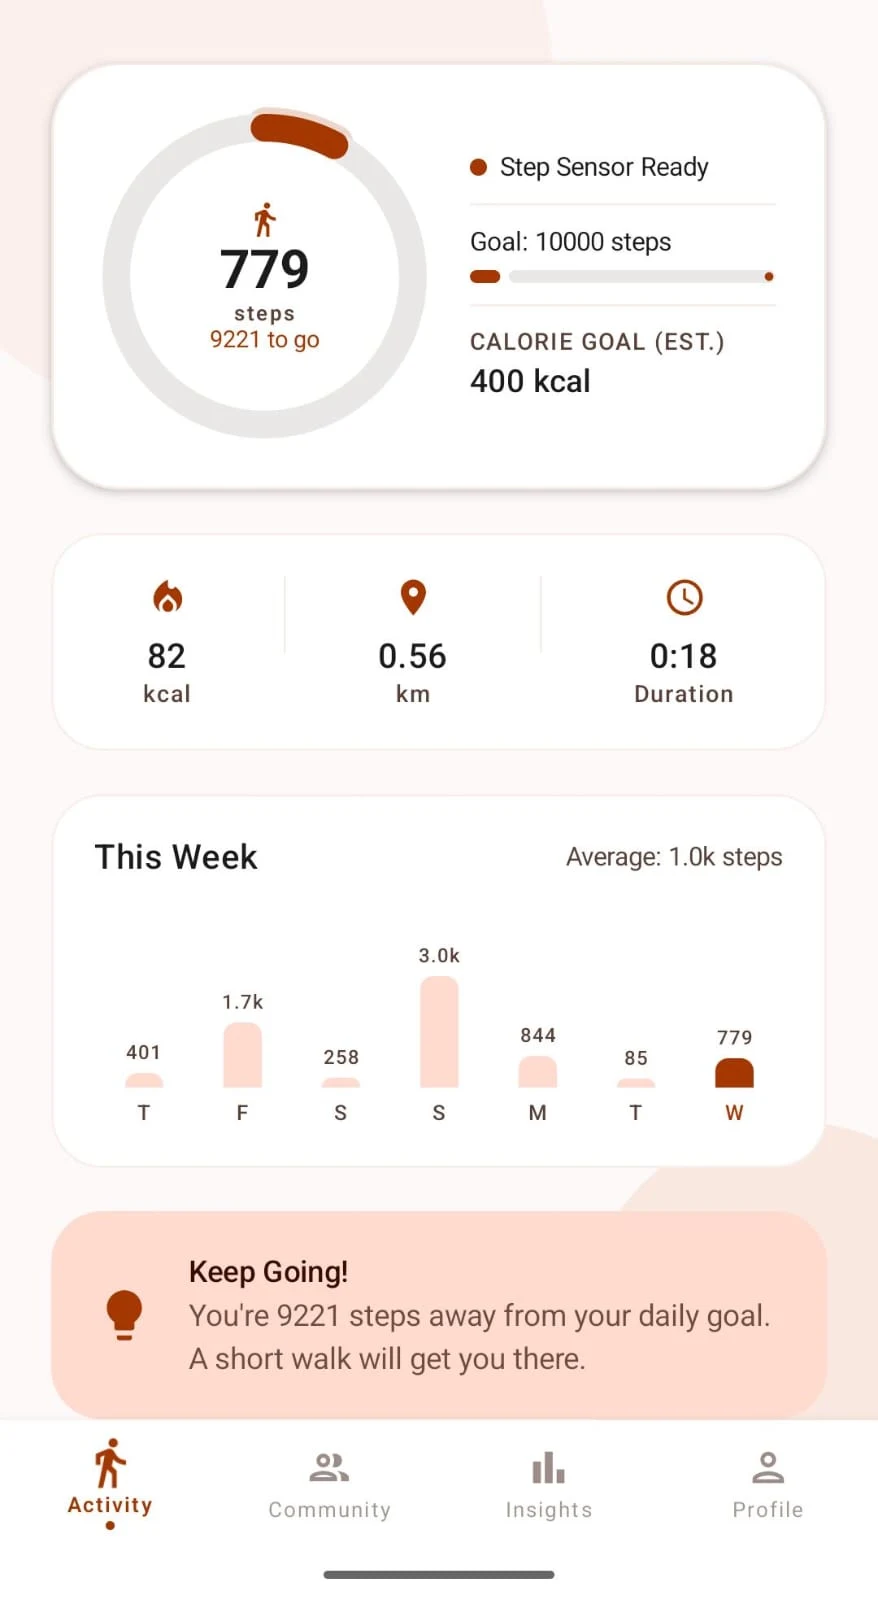 779
steps
9221 to go
Step Sensor Ready
Goal: 10000 steps
CALORIE GOAL (EST.)
400 kcal
82
kcal
0.56
km
0:18
Duration
This Week
Average: 1.0k steps
401
1.7k
258
3.0k
844
85
779
T
F
S
S
M
T
W
Keep Going!
You're 9221 steps away from your daily goal.
A short walk will get you there.
Activity
Community
Insights
Profile